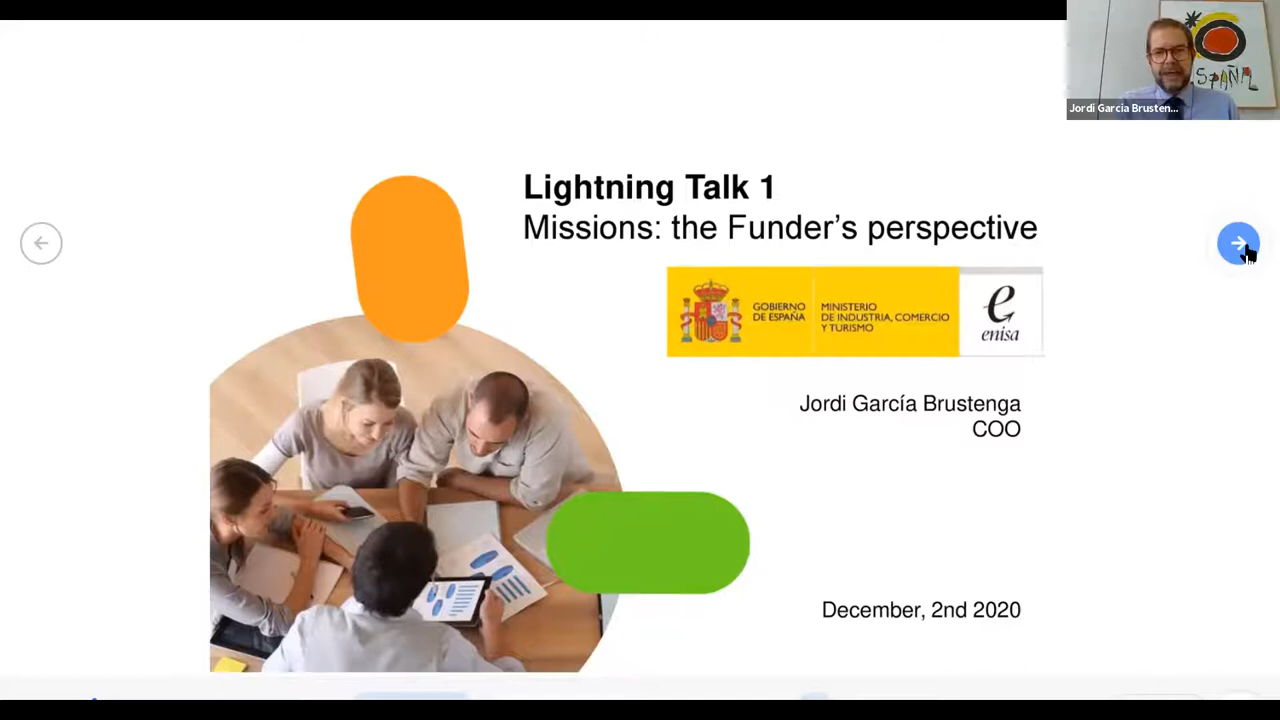 ESPAÑA
Jordi Garcia Brusten...
Lightning Talk 1
Missions: the Funder's perspective
GOBIERNO
DE ESPAÑA
MINISTERIO
DE INDUSTRIA, COMERCIO
Y TURISMO
e
enisa
Jordi García Brustenga
COO
December, 2nd 2020